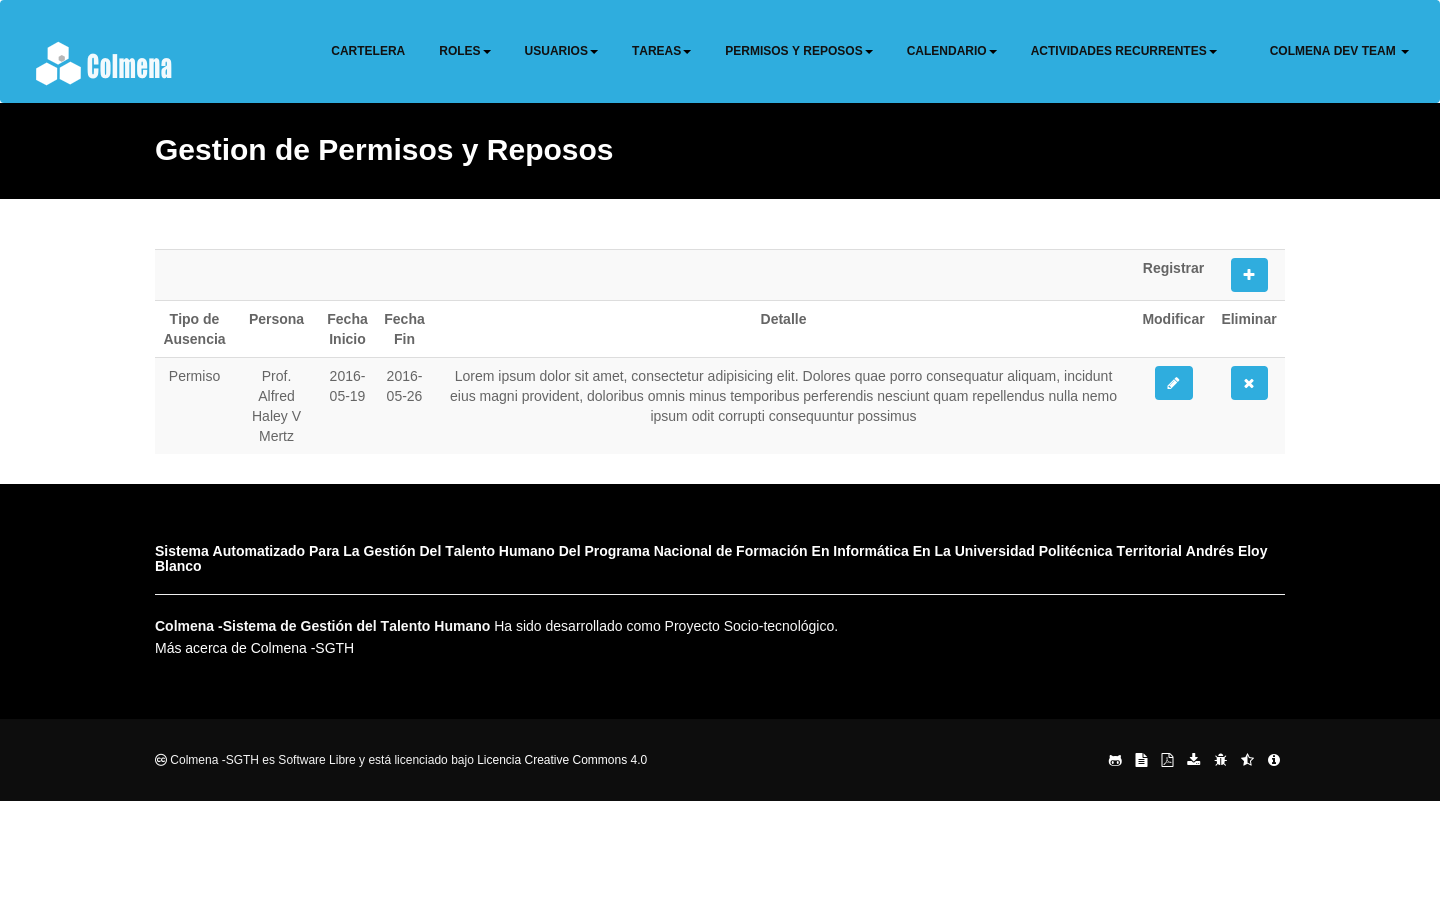 Colmena
CARTELERA ROLES USUARIOS TAREAS PERMISOS Y REPOSOS CALENDARIO ACTIVIDADES RECURRENTES COLMENA DEV TEAM
Gestion de Permisos y Reposos
Registrar
Tipo de Ausencia Persona Fecha Inicio Fecha Fin Detalle Modificar Eliminar
Permiso
Prof.
Alfred
Haley V
Mertz
2016-
05-19
2016-
05-26
Lorem ipsum dolor sit amet, consectetur adipisicing elit. Dolores quae porro consequatur aliquam, incidunt
eius magni provident, doloribus omnis minus temporibus perferendis nesciunt quam repellendus nulla nemo
ipsum odit corrupti consequuntur possimus
Sistema Automatizado Para La Gestión Del Talento Humano Del Programa Nacional de Formación En Informática En La Universidad Politécnica Territorial Andrés Eloy
Blanco
Colmena -Sistema de Gestión del Talento Humano Ha sido desarrollado como Proyecto Socio-tecnológico.
Más acerca de Colmena -SGTH
Colmena -SGTH es Software Libre y está licenciado bajo Licencia Creative Commons 4.0